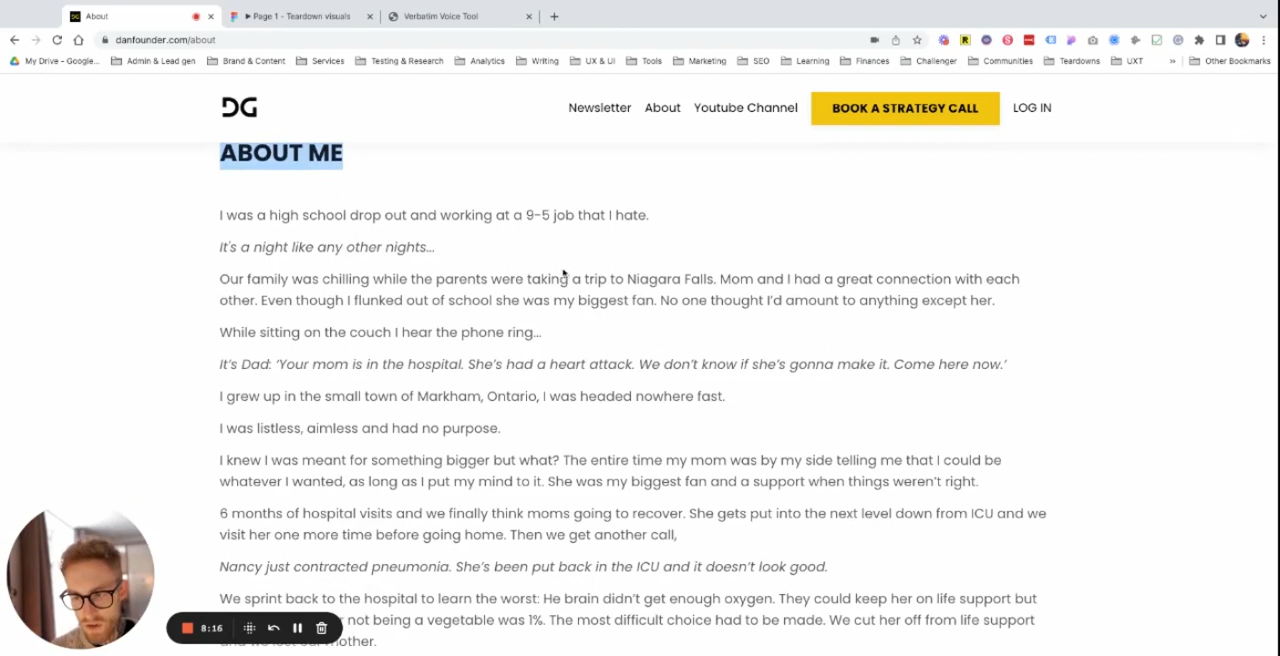 DG About
▶ Page 1 - Teardown visuals
Verbatim Voice Tool
danfounder.com/about
My Drive - Google...
Admin & Lead gen
Brand & Content
Services
Testing & Research
Analytics
Writing
UX & UI
Tools
Marketing
SEO
Learning
Finances
Challenger
Communities
Teardowns
UXT
»
Other Bookmarks
DG
Newsletter
About
Youtube Channel
BOOK A STRATEGY CALL
LOG IN
ABOUT ME
I was a high school drop out and working at a 9-5 job that I hate.
It's a night like any other nights...
Our family was chilling while the parents were taking a trip to Niagara Falls. Mom and I had a great connection with each
other. Even though I flunked out of school she was my biggest fan. No one thought I'd amount to anything except her.
While sitting on the couch I hear the phone ring...
It's Dad: 'Your mom is in the hospital. She's had a heart attack. We don't know if she's gonna make it. Come here now.'
I grew up in the small town of Markham, Ontario, I was headed nowhere fast.
I was listless, aimless and had no purpose.
I knew I was meant for something bigger but what? The entire time my mom was by my side telling me that I could be
whatever I wanted, as long as I put my mind to it. She was my biggest fan and a support when things weren't right.
6 months of hospital visits and we finally think moms going to recover. She gets put into the next level down from ICU and we
visit her one more time before going home. Then we get another call,
Nancy just contracted pneumonia. She's been put back in the ICU and it doesn't look good.
We sprint back to the hospital to learn the worst: He brain didn't get enough oxygen. They could keep her on life support but
not being a vegetable was 1%. The most difficult choice had to be made. We cut her off from life support
8:16